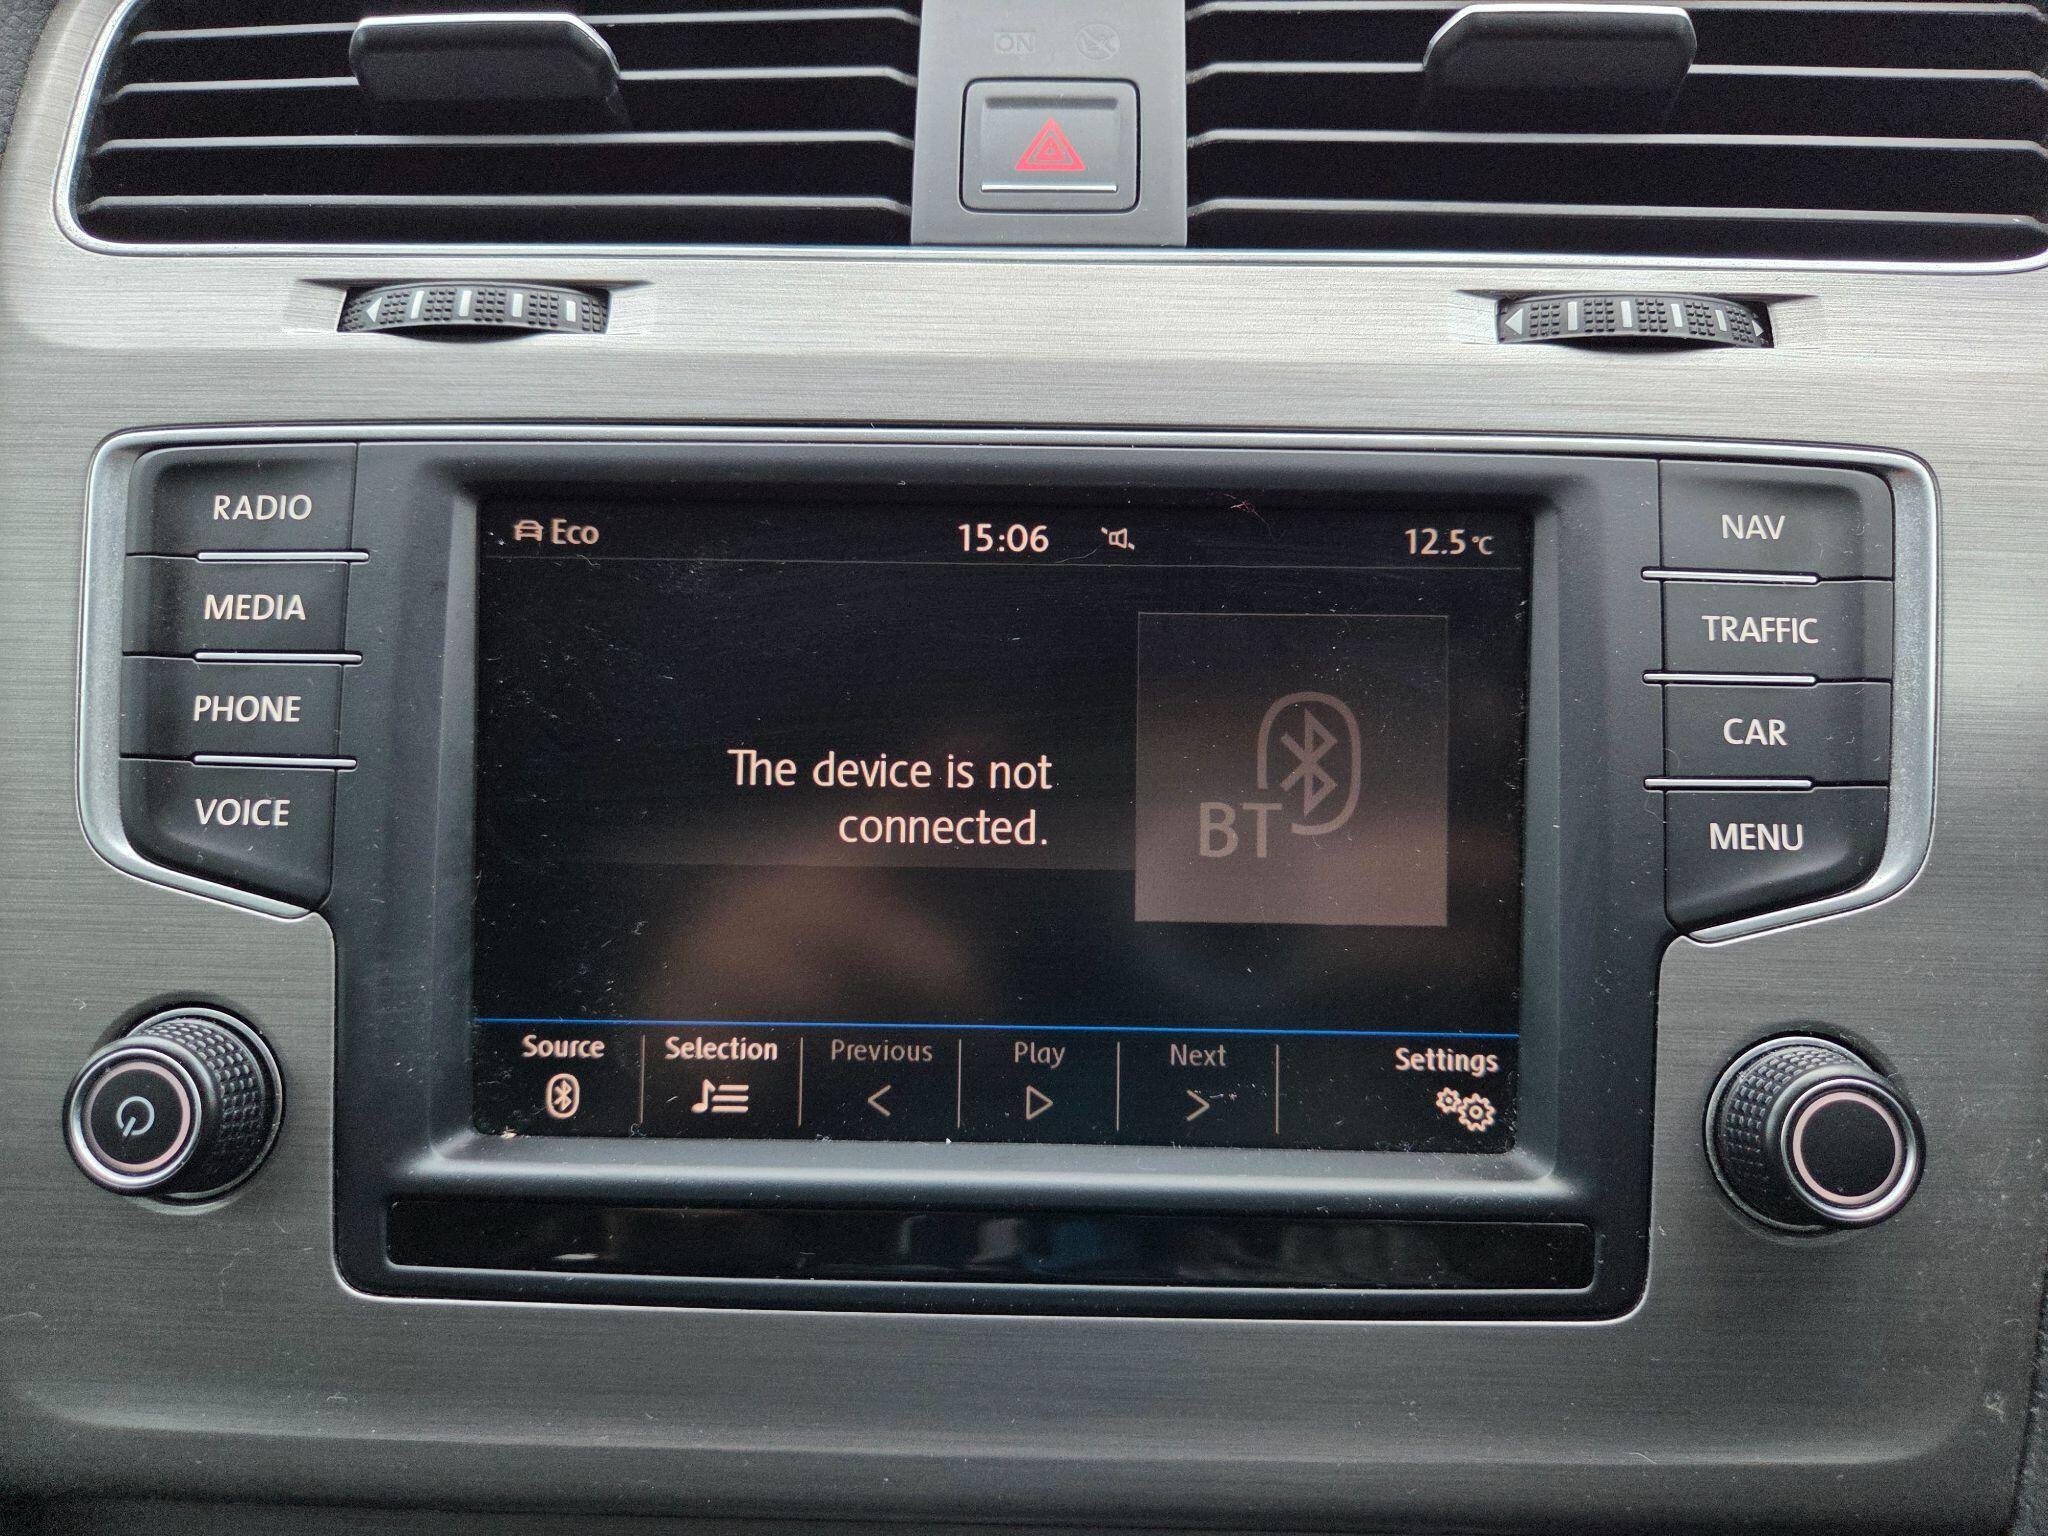 ON
RADIO
MEDIA
PHONE
VOICE
Eco
15:06
12.5°C
The device is not
connected.
BT
Source
Selection
Previous
Play
Next
Settings
NAV
TRAFFIC
CAR
MENU